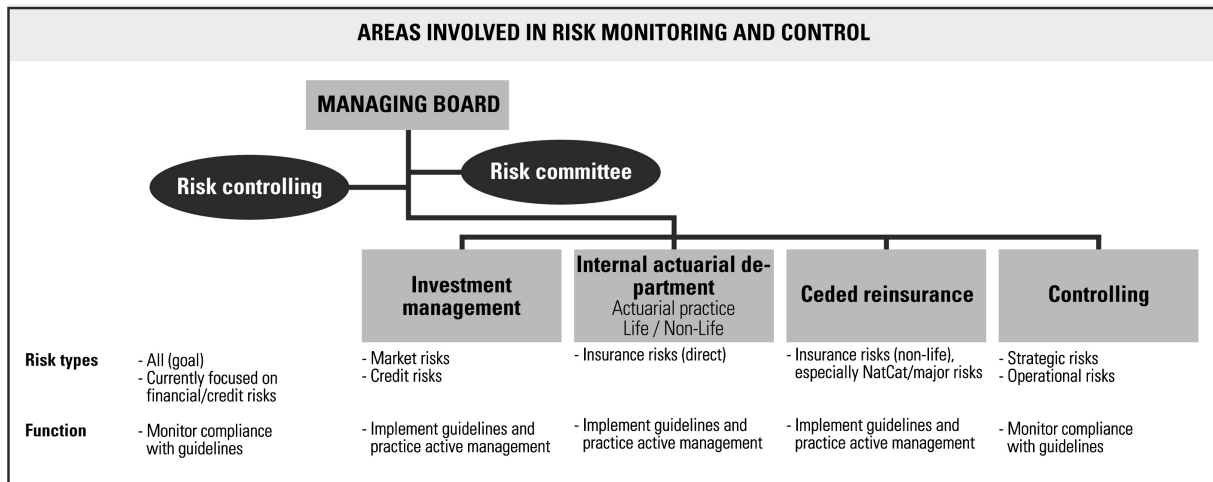 AREAS INVOLVED IN RISK MONITORING AND CONTROL
MANAGING BOARD
Risk controlling
Risk committee
Investment
management
Internal actuarial de-
partment
Actuarial practice
Life / Non-Life
Ceded reinsurance
Controlling
Risk types
- All (goal)
- Currently focused on
financial/credit risks
- Market risks
- Credit risks
- Insurance risks (direct)
- Insurance risks (non-life),
especially NatCat/major risks
- Strategic risks
- Operational risks
Function
- Monitor compliance
with guidelines
- Implement guidelines and
practice active management
- Implement guidelines and
practice active management
- Implement guidelines and
practice active management
- Monitor compliance
with guidelines